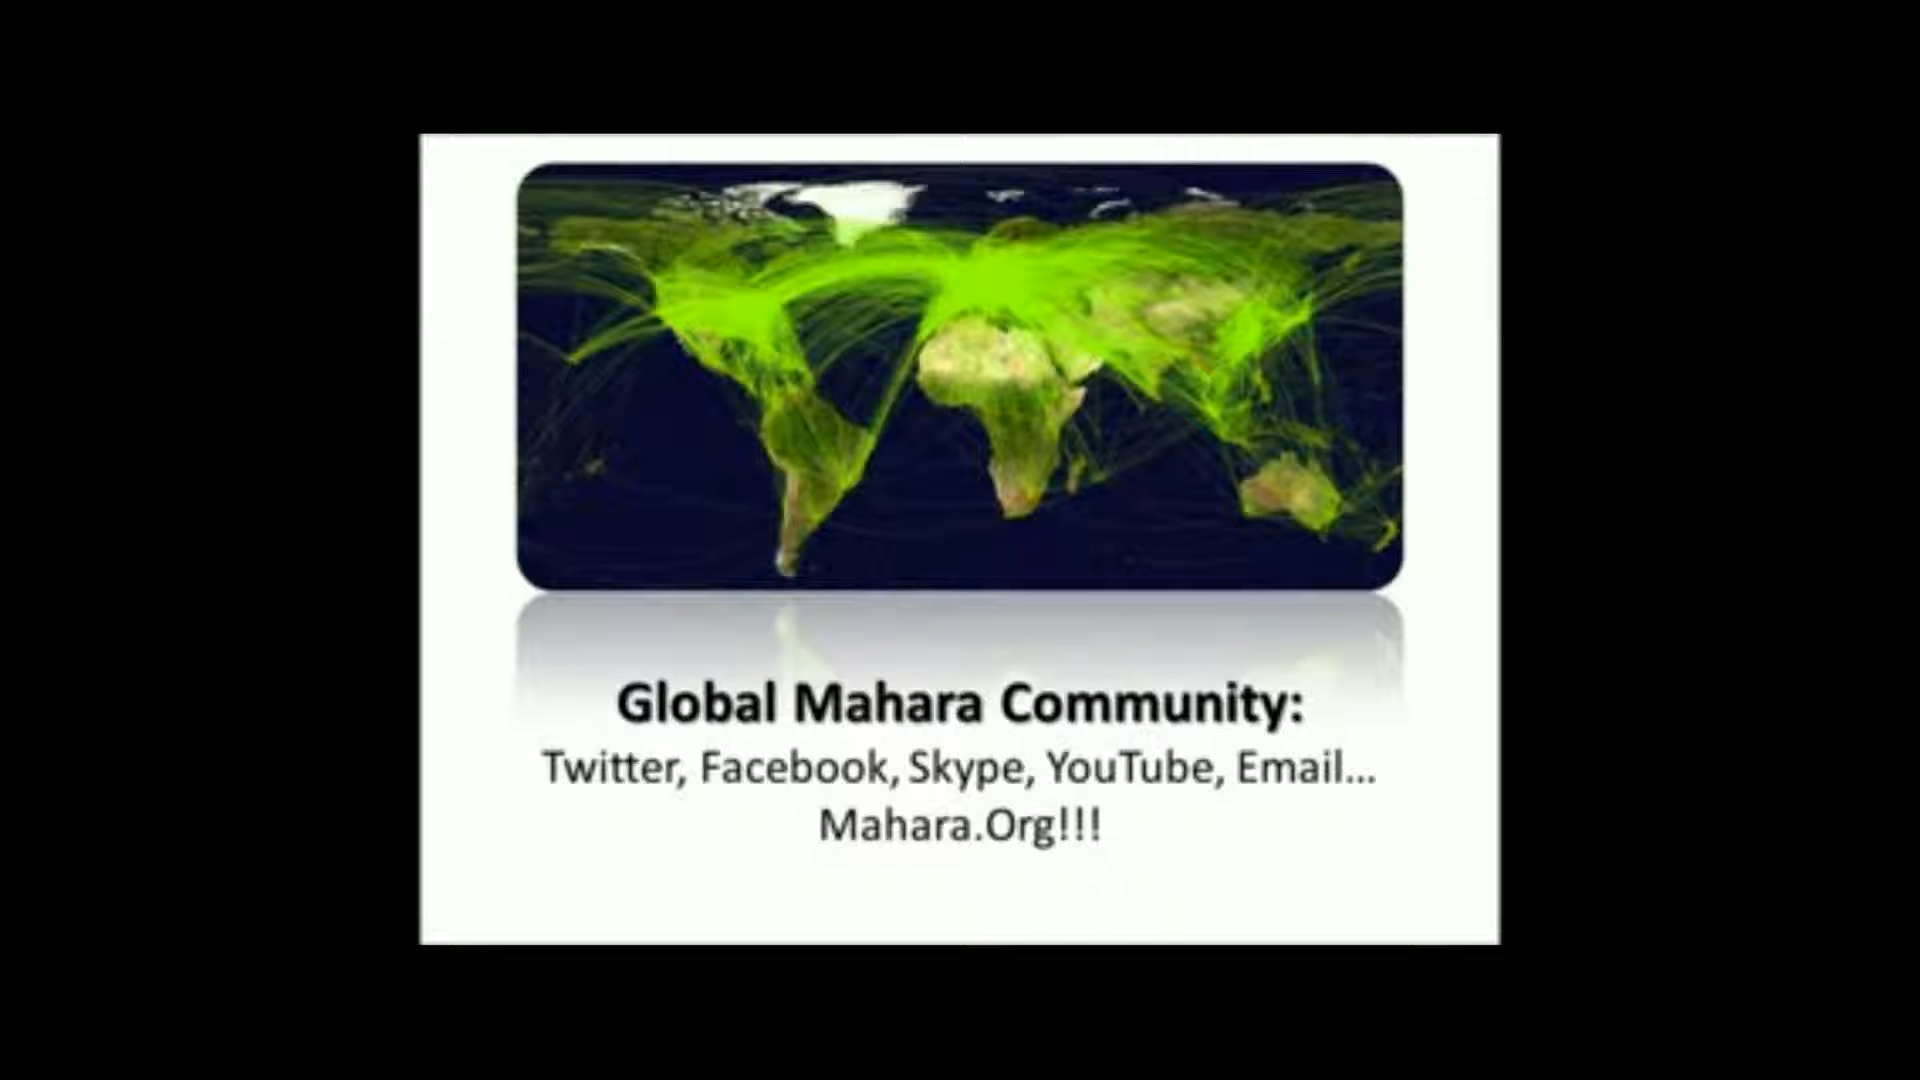 Global Mahara Community:
Twitter, Facebook, Skype, YouTube, Email...
Mahara.Org!!!